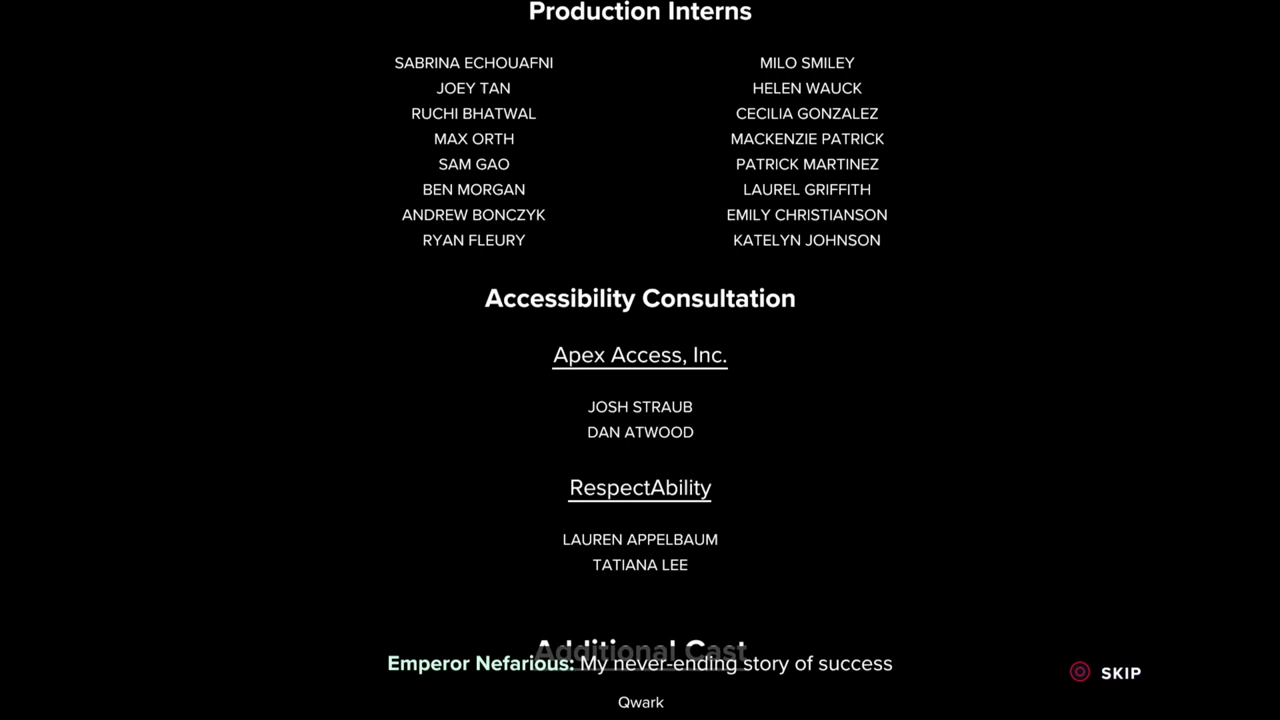 Production Interns
SABRINA ECHOUAFNI
JOEY TAN
RUCHI BHATWAL
MAX ORTH
SAM GAO
BEN MORGAN
ANDREW BONCZYK
RYAN FLEURY
MILO SMILEY
HELEN WAUCK
CECILIA GONZALEZ
MACKENZIE PATRICK
PATRICK MARTINEZ
LAUREL GRIFFITH
EMILY CHRISTIANSON
KATELYN JOHNSON
Accessibility Consultation
Apex Access, Inc.
JOSH STRAUB
DAN ATWOOD
RespectAbility
LAUREN APPELBAUM
TATIANA LEE
Additional Cast
Emperor Nefarious: My never-ending story of success
SKIP
Qwark